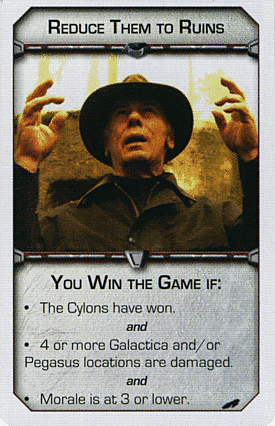 Reduce Them to Ruins
You Win the Game if:
• The Cylons have won.
and
• 4 or more Galactica and/or
Pegasus locations are damaged.
and
• Morale is at 3 or lower.